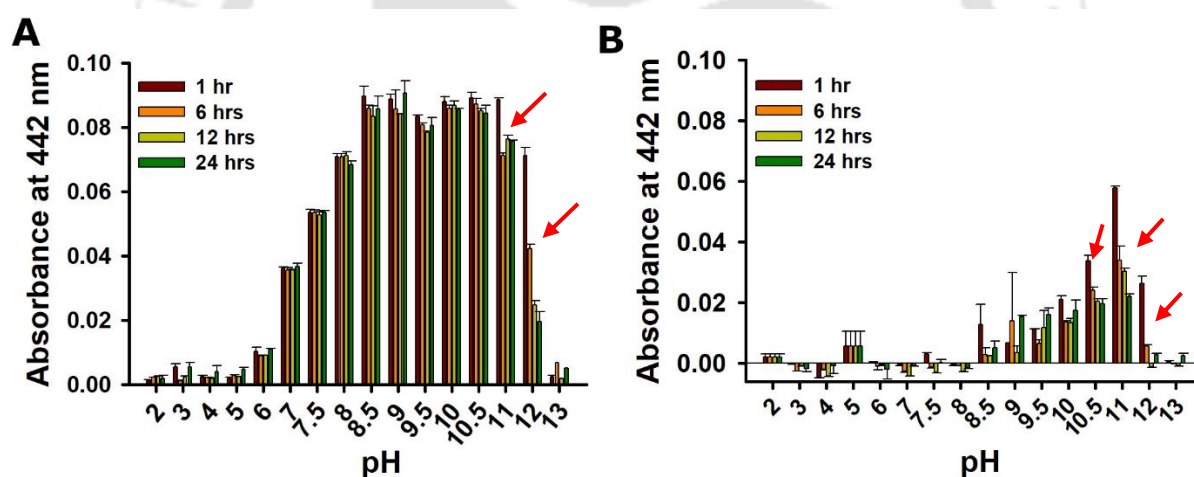 A
Absorbance at 442 nm
0.10
0.08
0.06
0.04
0.02
0.00
1 hr
6 hrs
12 hrs
24 hrs
2 3 4 5 6 7 7.5 8 8.5 9 9.5 10 10.5 11 12 13
pH
B
Absorbance at 442 nm
0.10
0.08
0.06
0.04
0.02
0.00
1 hr
6 hrs
12 hrs
24 hrs
2 3 4 5 6 7 7.5 8 8.5 9 9.5 10 10.5 11 12 13
pH